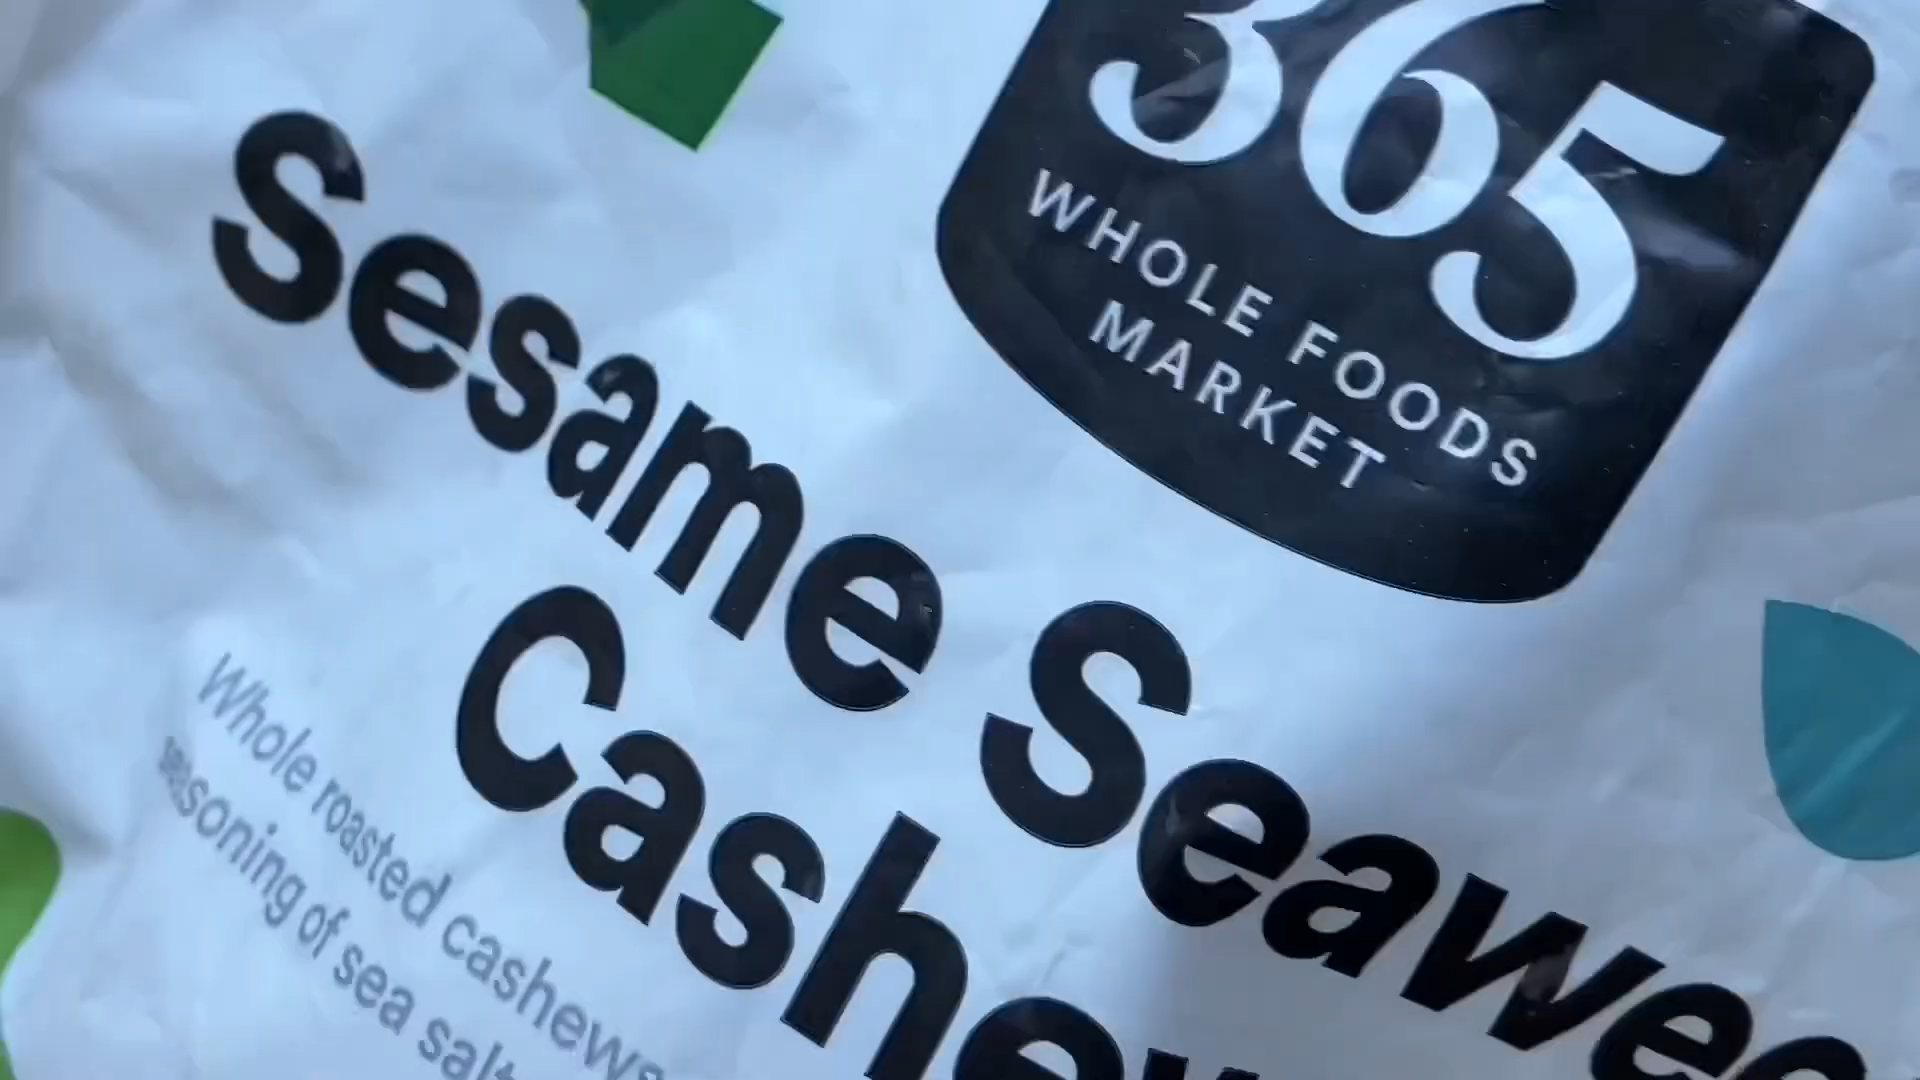 365
WHOLE FOODS
MARKET
Sesame Seawee
Cashew
Whole roasted cashews
seasoning of sea salt